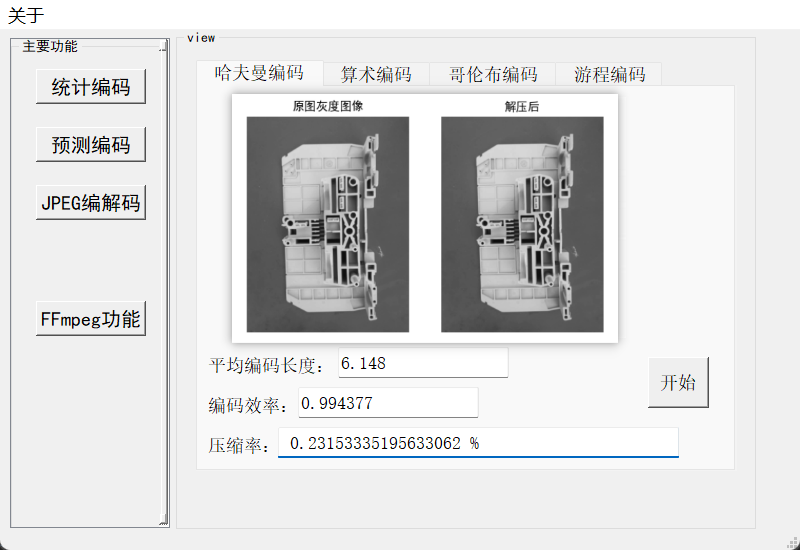 关于
主要功能
统计编码
预测编码
JPEG编解码
FFmpeg功能
view
哈夫曼编码 算术编码 哥伦布编码 游程编码
原图灰度图像 解压后
平均编码长度： 6.148
编码效率： 0.994377
压缩率： 0.23153335195633062 %
开始